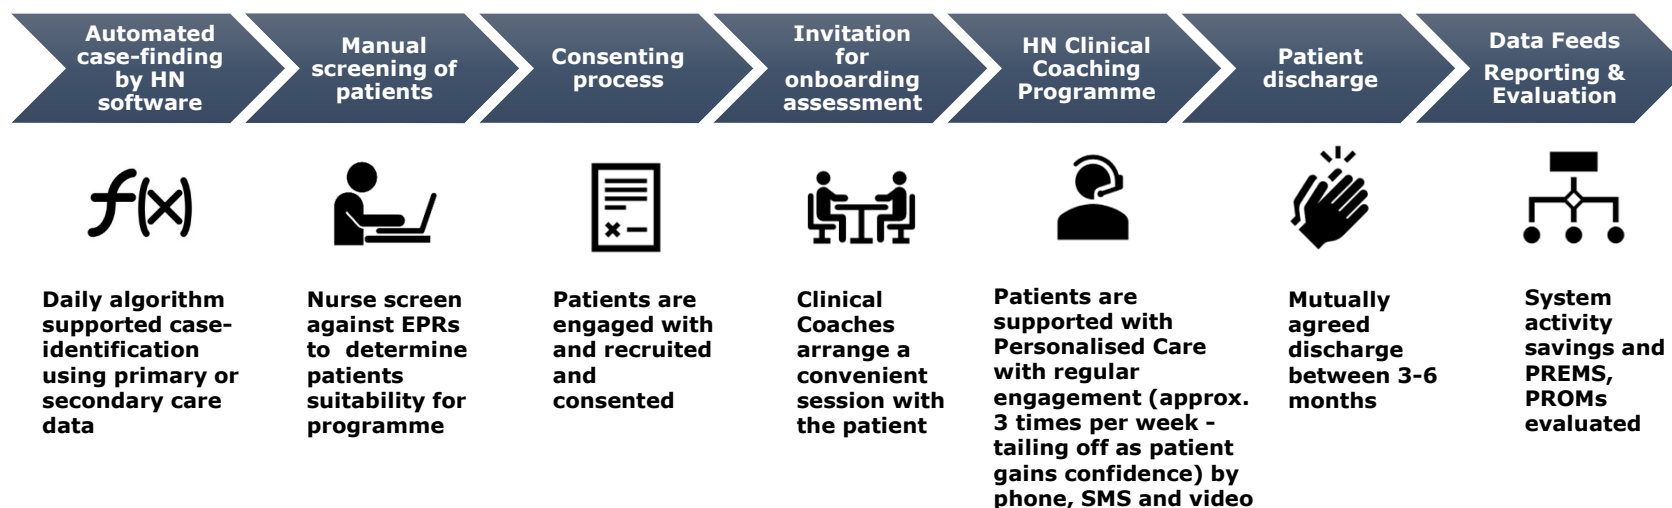 Automated
case-finding
by HN
software
Manual
screening of
patients
Consenting
process
Invitation
for
onboarding
assessment
HN Clinical
Coaching
Programme
Patient
discharge
Data Feeds
Reporting &
Evaluation
f(x)
Daily algorithm
supported case-
identification
using primary or
secondary care
data
Nurse screen
against EPRs
to determine
patients
suitability for
programme
Patients are
engaged with
and recruited
and
consented
Clinical
Coaches
arrange a
convenient
session with
the patient
Patients are
supported with
Personalised Care
with regular
engagement (approx.
3 times per week -
tailing off as patient
gains confidence) by
phone, SMS and video
Mutually
agreed
discharge
between 3-6
months
System
activity
savings and
PREMS,
PROMs
evaluated